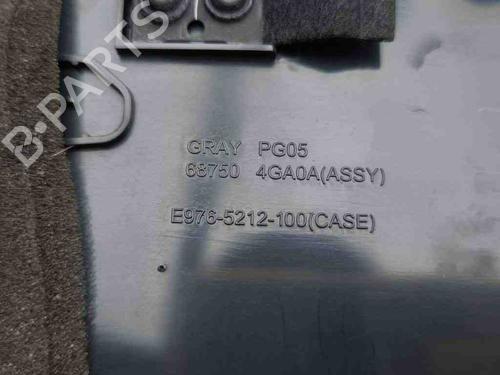 B-PARTS
GRAY PG05
68750 4GA0A(ASSY)
E976-5212-100(CASE)